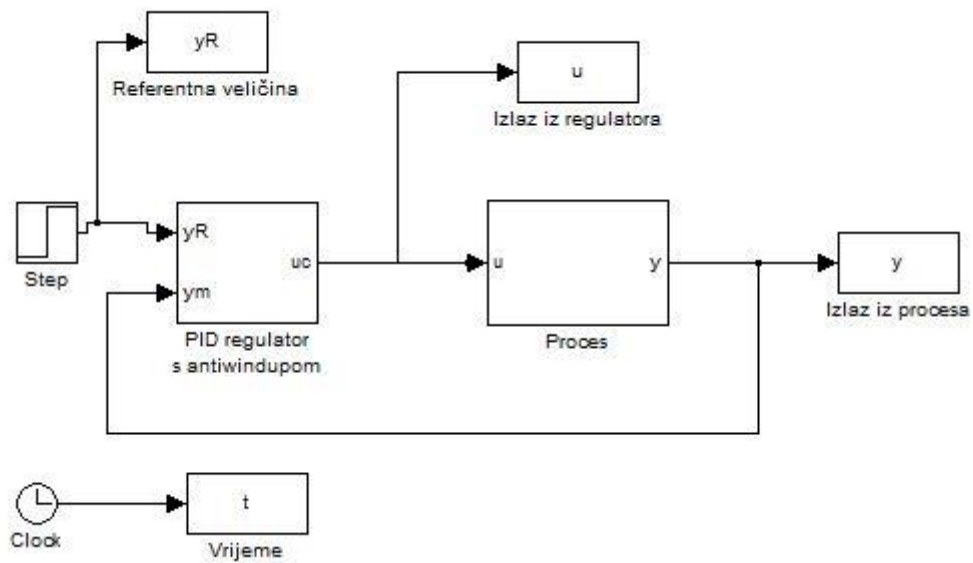 yR
Referentna veličina
u
Izlaz iz regulatora
Step
yR
ym
uc
PID regulator
s antiwindupom
u
y
Proces
y
Izlaz iz procesa
Clock
t
Vrijeme